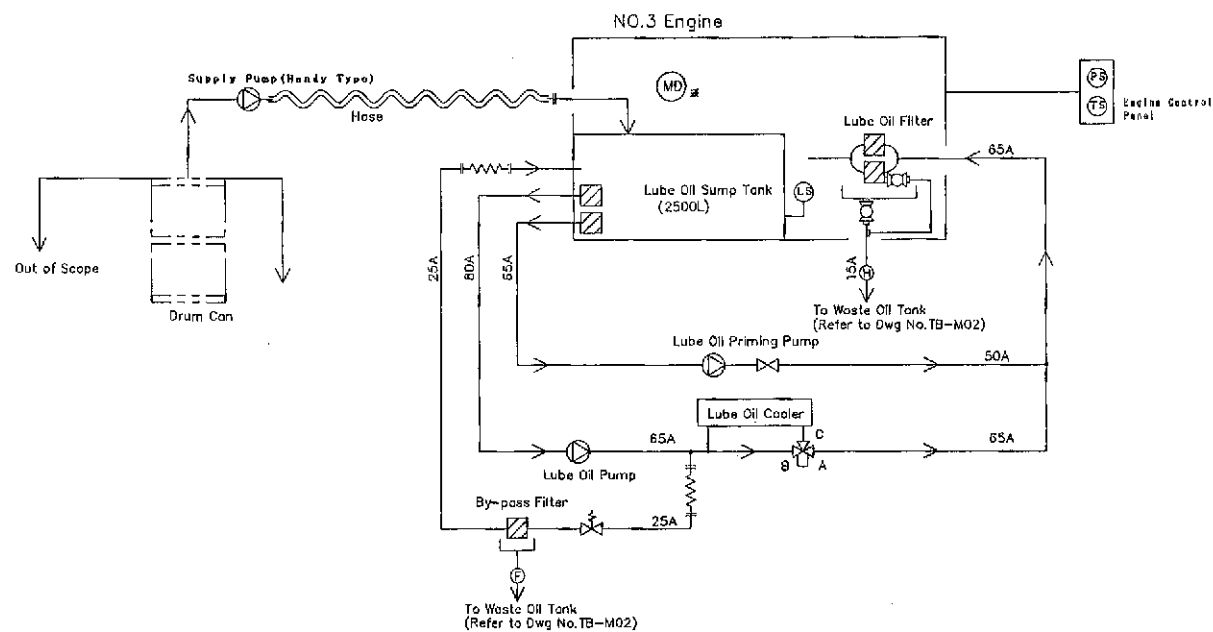 NO.3 Engine
Supply Pump(Handy Type)
Hose
MD
PS
TS
Engine Control
Panel
Lube Oil Filter
65A
Lube Oil Sump Tank
(2500L)
LS
Out of Scope
Drum Can
25A
80A
65A
15A
H
To Waste Oil Tank
(Refer to Dwg No.TB-M02)
Lube Oil Priming Pump
50A
Lube Oil Cooler
C
65A
B
A
65A
Lube Oil Pump
By-pass Filter
25A
F
To Waste Oil Tank
(Refer to Dwg No.TB-M02)